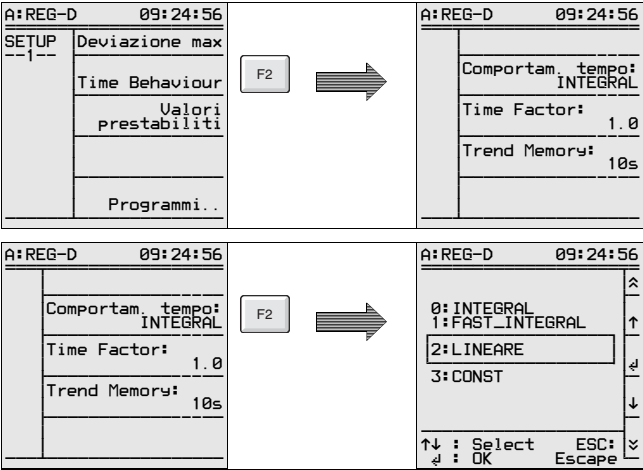 A:REG-D 09:24:56
SETUP
--1--
Deviazione max
Time Behaviour
Valori
prestabiliti
Programmi..
F2
A:REG-D 09:24:56
Comportam. tempo:
INTEGRAL
Time Factor:
1.0
Trend Memory:
10s
A:REG-D 09:24:56
Comportam. tempo:
INTEGRAL
Time Factor:
1.0
Trend Memory:
10s
F2
A:REG-D 09:24:56
0:INTEGRAL
1:FAST_INTEGRAL
2:LINEARE
3:CONST
↑↓ : Select ESC:
↲ : OK Escape